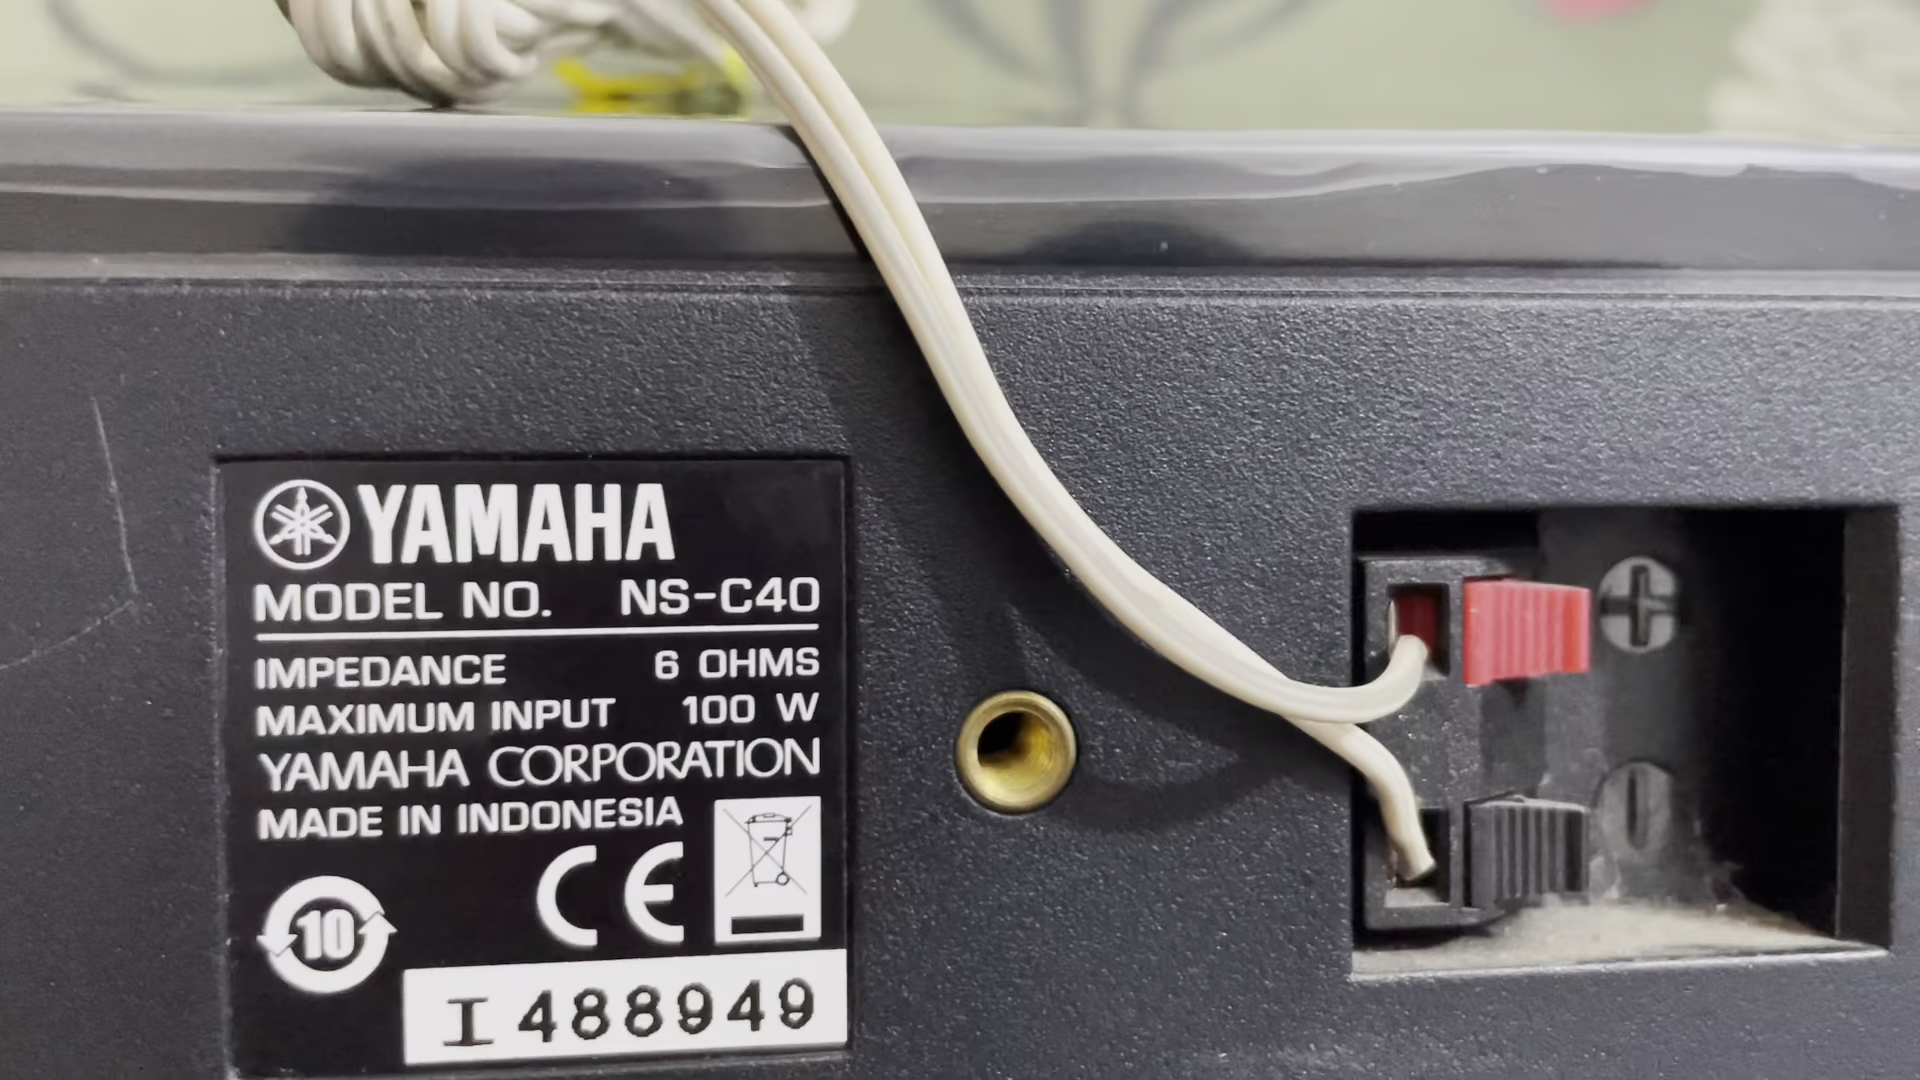 YAMAHA
MODEL NO. NS-C40
IMPEDANCE 6 OHMS
MAXIMUM INPUT 100 W
YAMAHA CORPORATION
MADE IN INDONESIA
CE
10
I 488949
+
-